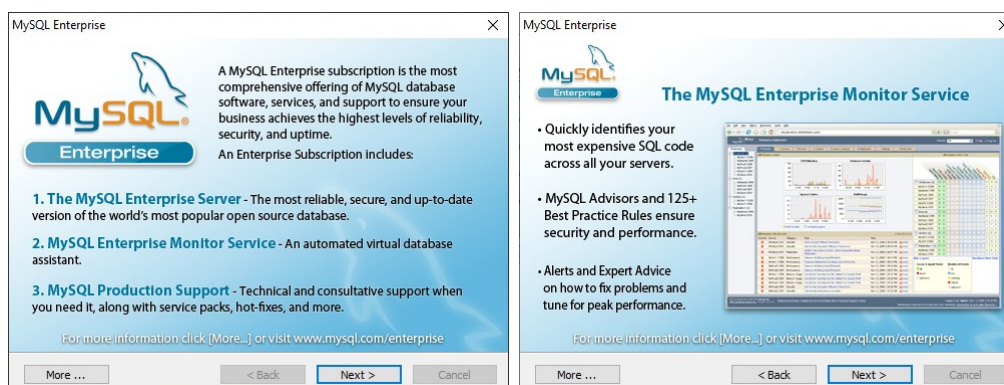 MySQL Enterprise
MySQL
Enterprise
A MySQL Enterprise subscription is the most
comprehensive offering of MySQL database
software, services, and support to ensure your
business achieves the highest levels of reliability,
security, and uptime.
An Enterprise Subscription includes:
1. The MySQL Enterprise Server - The most reliable, secure, and up-to-date
version of the world's most popular open source database.
2. MySQL Enterprise Monitor Service - An automated virtual database
assistant.
3. MySQL Production Support - Technical and consultative support when
you need it, along with service packs, hot-fixes, and more.
For more information click [More...] or visit www.mysql.com/enterprise
More ...
< Back
Next >
Cancel
MySQL Enterprise
MySQL
Enterprise
The MySQL Enterprise Monitor Service
• Quickly identifies your
most expensive SQL code
across all your servers.
• MySQL Advisors and 125+
Best Practice Rules ensure
security and performance.
• Alerts and Expert Advice
on how to fix problems and
tune for peak performance.
For more information click [More...] or visit www.mysql.com/enterprise
More ...
< Back
Next >
Cancel